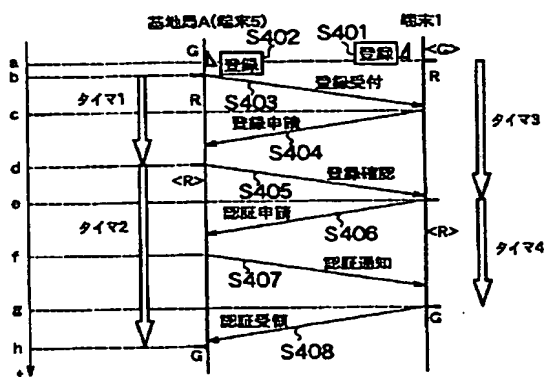 基地局A(端末5) 端末1
G S402 S401 <G>
登録 登録
a
b R
登録受付
タイマ1 R S403
c 登録申請 タイマ3
S404
d
<R> S405 登録確認
e
認証申請
タイマ2 S406 <R>
タイマ4
f
S407 認証通知
g
認証受領 G
h G S408
t